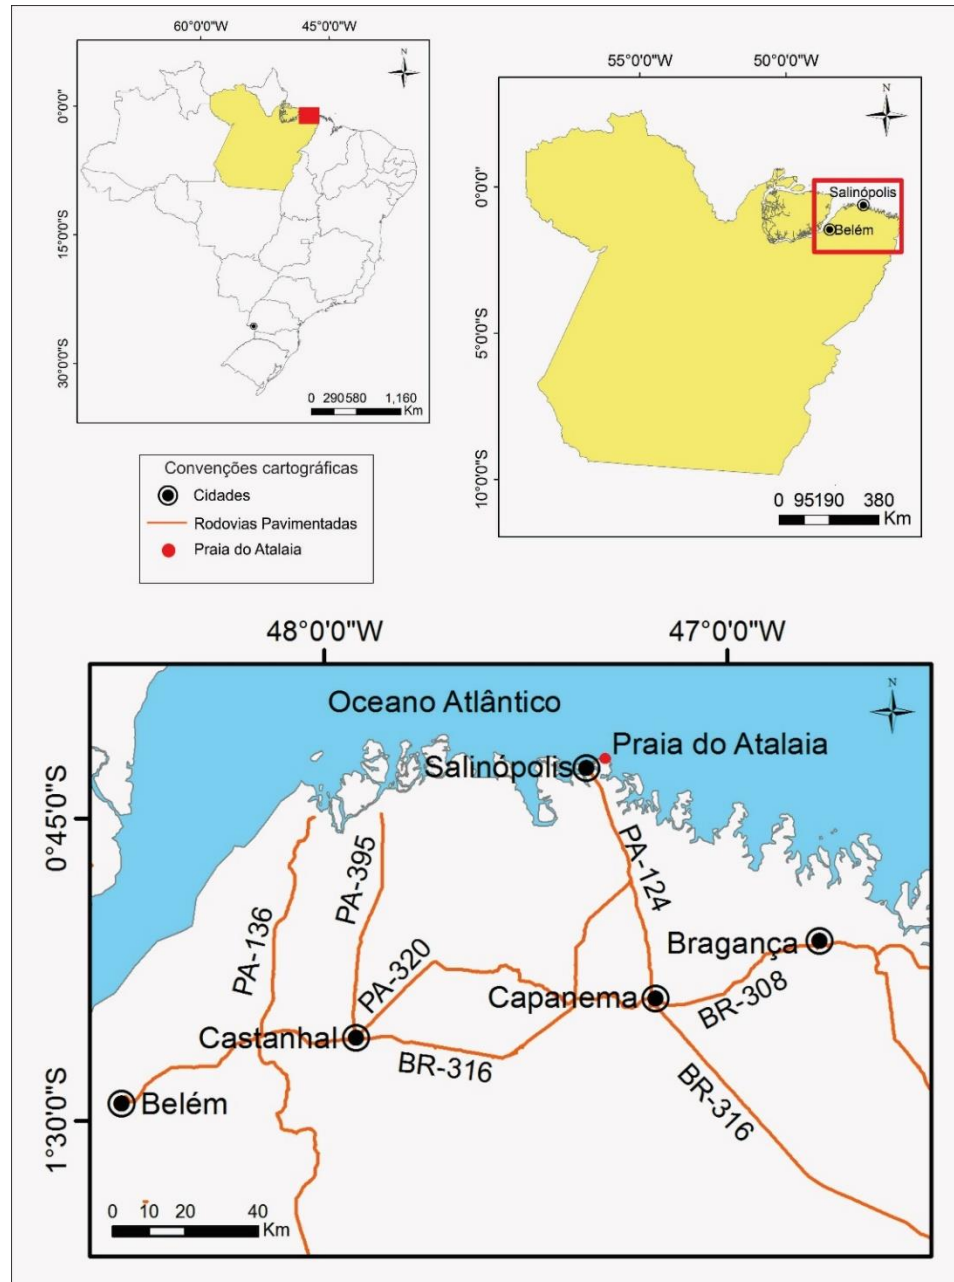 60°0'0"W 45°0'0"W
N
0°0'0"
15°0'0"S
30°0'0"S
0 290580 1,160
Km
55°0'0"W 50°0'0"W
N
0°0'0"
Salinópolis
Belém
5°0'0"S
10°0'0"S
0 95190 380
Km
Convenções cartográficas
Cidades
Rodovias Pavimentadas
Praia do Atalaia
48°0'0"W 47°0'0"W
N
Oceano Atlântico
Praia do Atalaia
Salinópolis
0°45'0"S
PA-395
PA-124
PA-136
PA-320
Bragança
Capanema
BR-308
Castanhal
BR-316
BR-316
Belém
1°30'0"S
0 10 20 40
Km